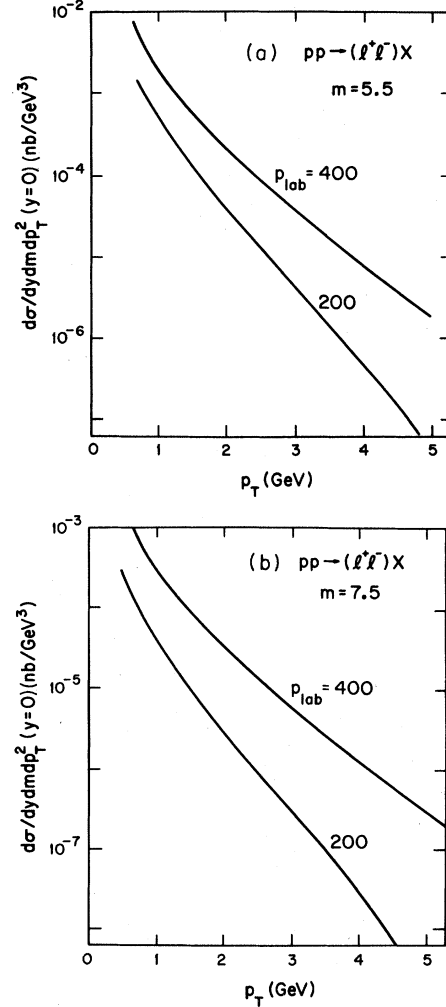 (a) pp → (ℓ⁺ℓ⁻)X
m = 5.5
p_lab = 400
200
10⁻²
10⁻⁴
10⁻⁶
dσ/dydmdp_T² (y=0) (nb/GeV³)
0 1 2 3 4 5
p_T (GeV)
(b) pp → (ℓ⁺ℓ⁻)X
m = 7.5
p_lab = 400
200
10⁻³
10⁻⁵
10⁻⁷
dσ/dydmdp_T² (y=0) (nb/GeV³)
0 1 2 3 4 5
p_T (GeV)